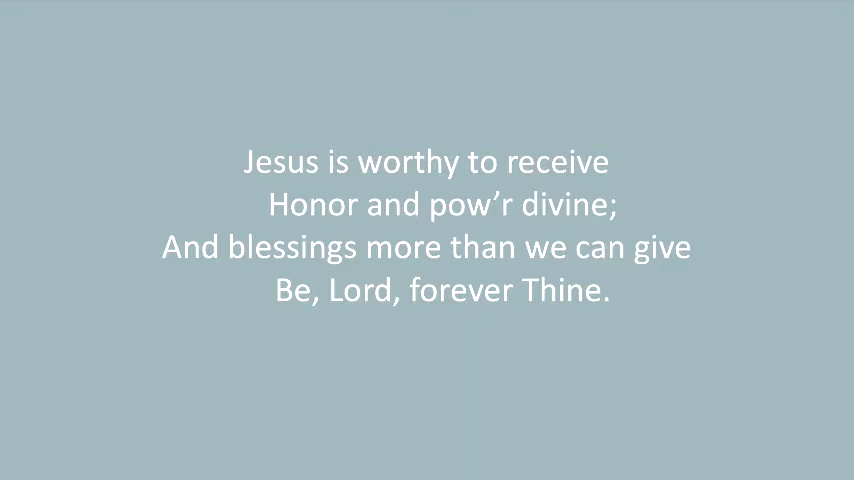 Jesus is worthy to receive
Honor and pow’r divine;
And blessings more than we can give
Be, Lord, forever Thine.